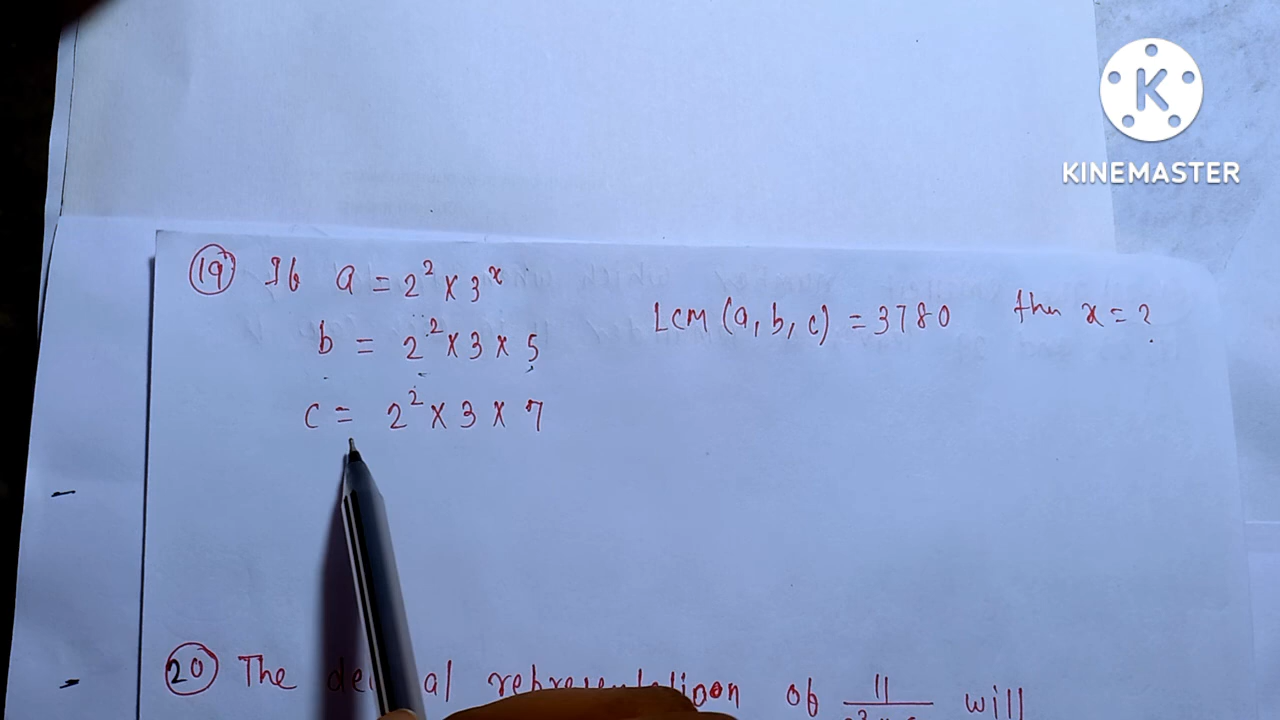 KINEMASTER
19 If a = 2² × 3ˣ
LCM (a, b, c) = 3780 then x = ?
b = 2² × 3 × 5
c = 2² × 3 × 7
20 The representation of 11 will